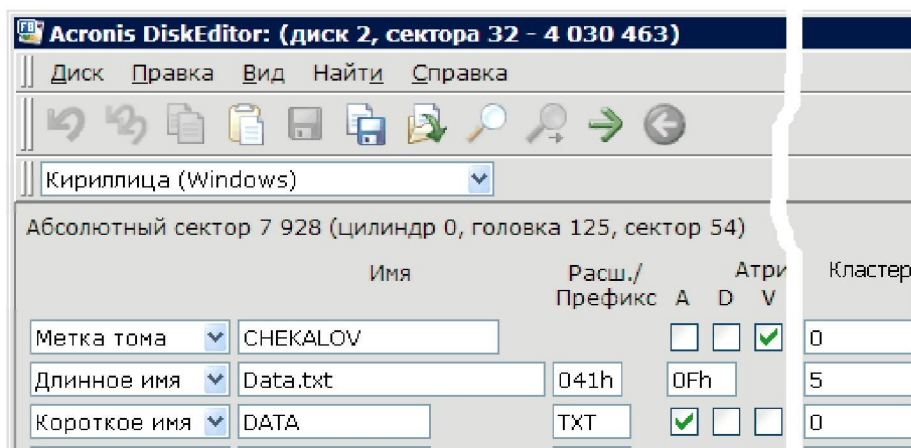 Acronis DiskEditor: (диск 2, сектора 32 - 4 030 463)
Диск Правка Вид Найти Справка
Кириллица (Windows)
Абсолютный сектор 7 928 (цилиндр 0, головка 125, сектор 54)
Имя Расш./ Префикс Атри A D V Кластер
Метка тома CHEKALOV 0
Длинное имя Data.txt 041h 0Fh 5
Короткое имя DATA TXT 0